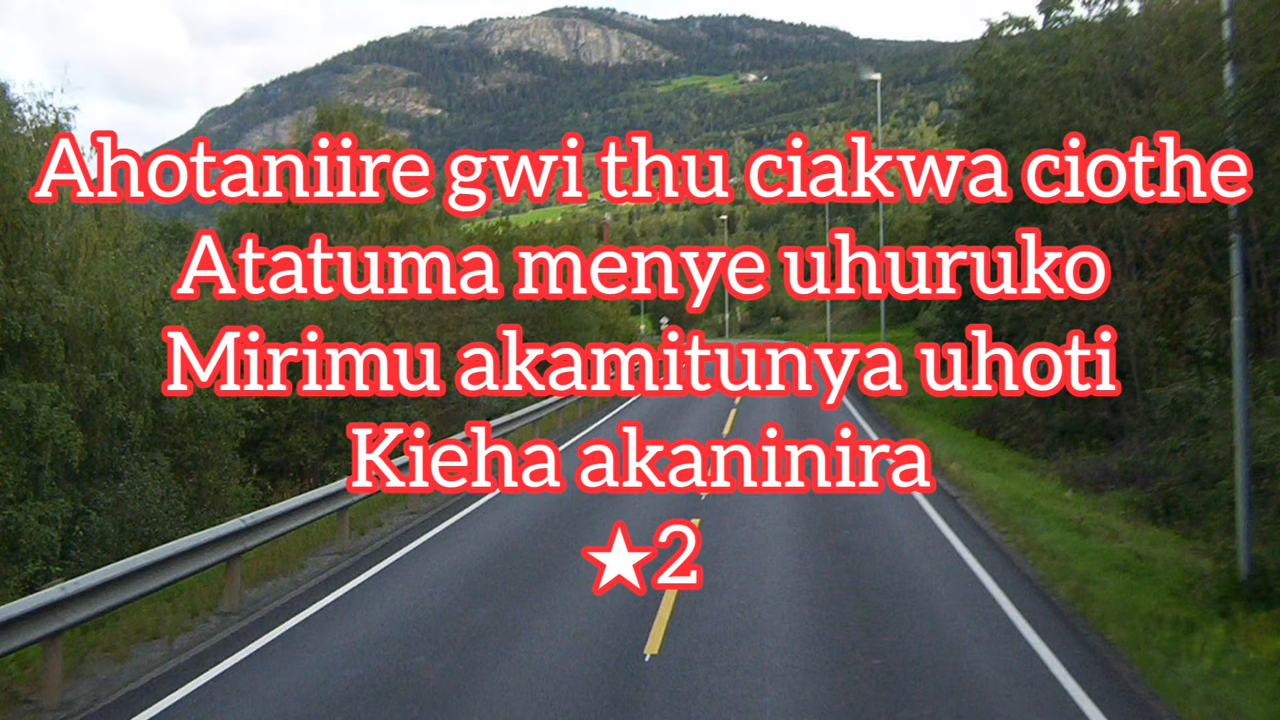 Ahotaniire gwi thu ciakwa ciothe
Atatuma menye uhuruko
Mirimu akamitunya uhoti
Kieha akaninira
★2